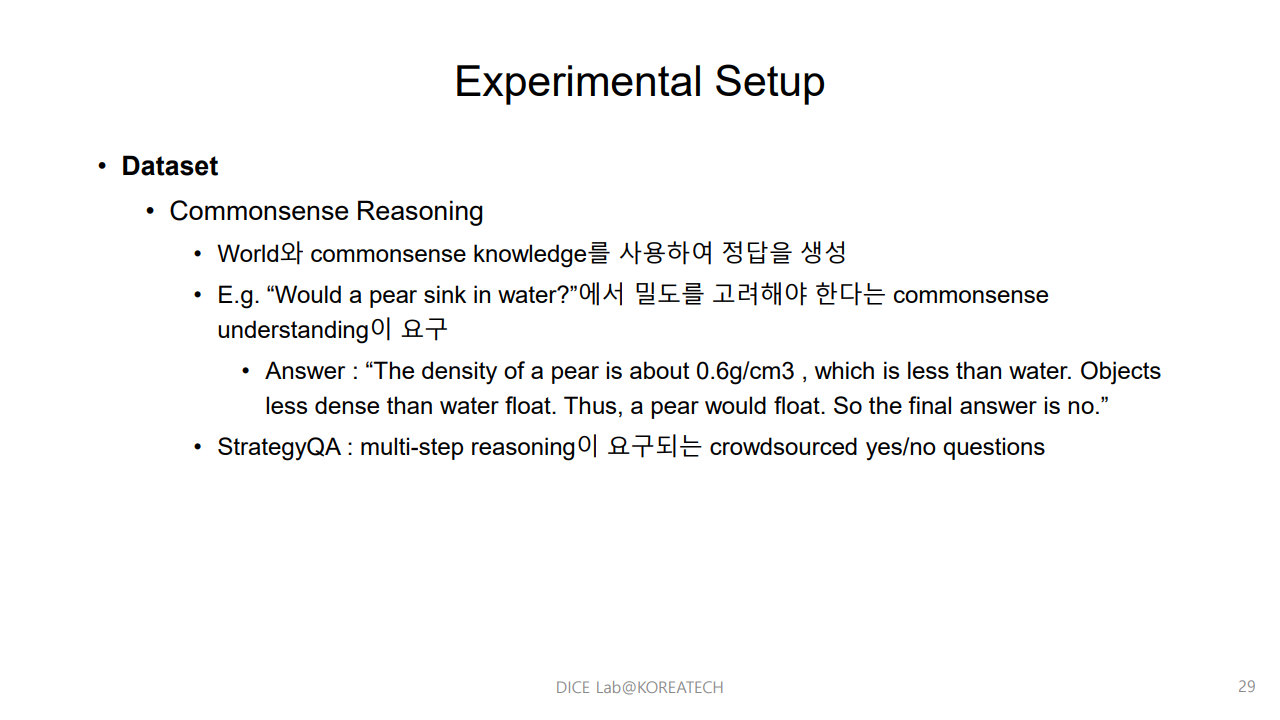 Experimental Setup
• Dataset
• Commonsense Reasoning
• World와 commonsense knowledge를 사용하여 정답을 생성
• E.g. “Would a pear sink in water?”에서 밀도를 고려해야 한다는 commonsense
understanding이 요구
• Answer : “The density of a pear is about 0.6g/cm3 , which is less than water. Objects
less dense than water float. Thus, a pear would float. So the final answer is no.”
• StrategyQA : multi-step reasoning이 요구되는 crowdsourced yes/no questions
DICE Lab@KOREATECH
29